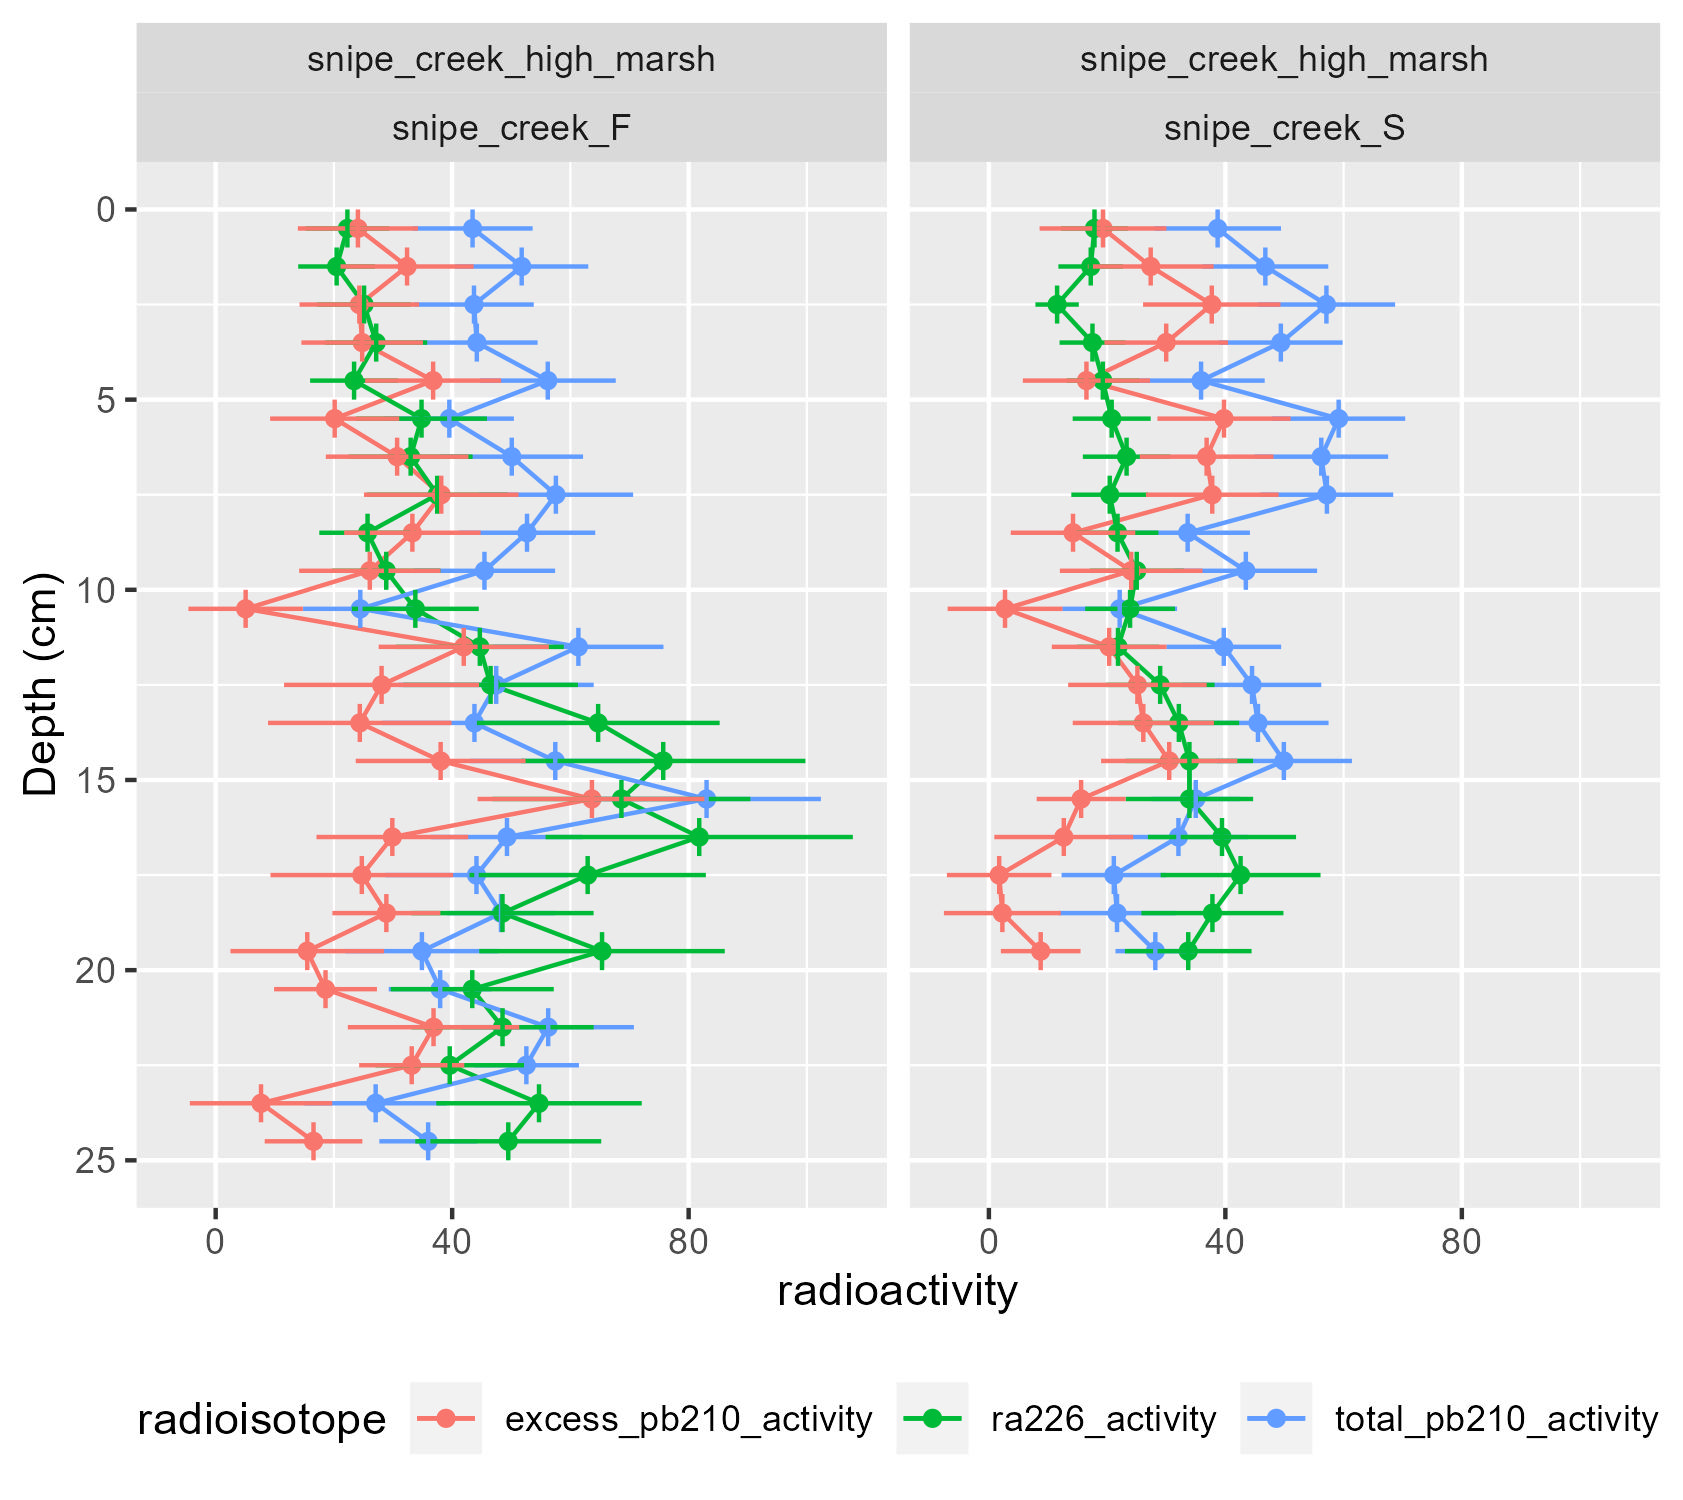 snipe_creek_high_marsh snipe_creek_high_marsh
snipe_creek_F snipe_creek_S
0
5
10
15
20
25
Depth (cm)
0 40 80 0 40 80
radioactivity
radioisotope excess_pb210_activity ra226_activity total_pb210_activity